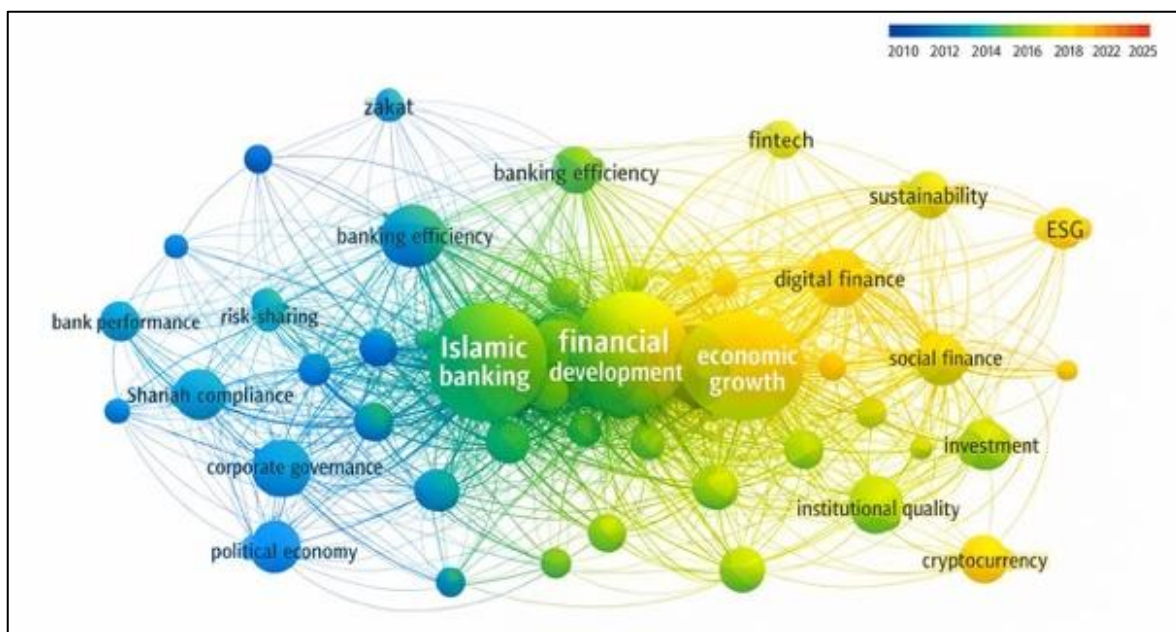 2010 2012 2014 2016 2018 2022 2025
zakat
fintech
banking efficiency
sustainability
banking efficiency
ESG
digital finance
bank performance
risk-sharing
Islamic
banking
financial
development
economic
growth
social finance
Shariah compliance
corporate governance
investment
institutional quality
political economy
cryptocurrency